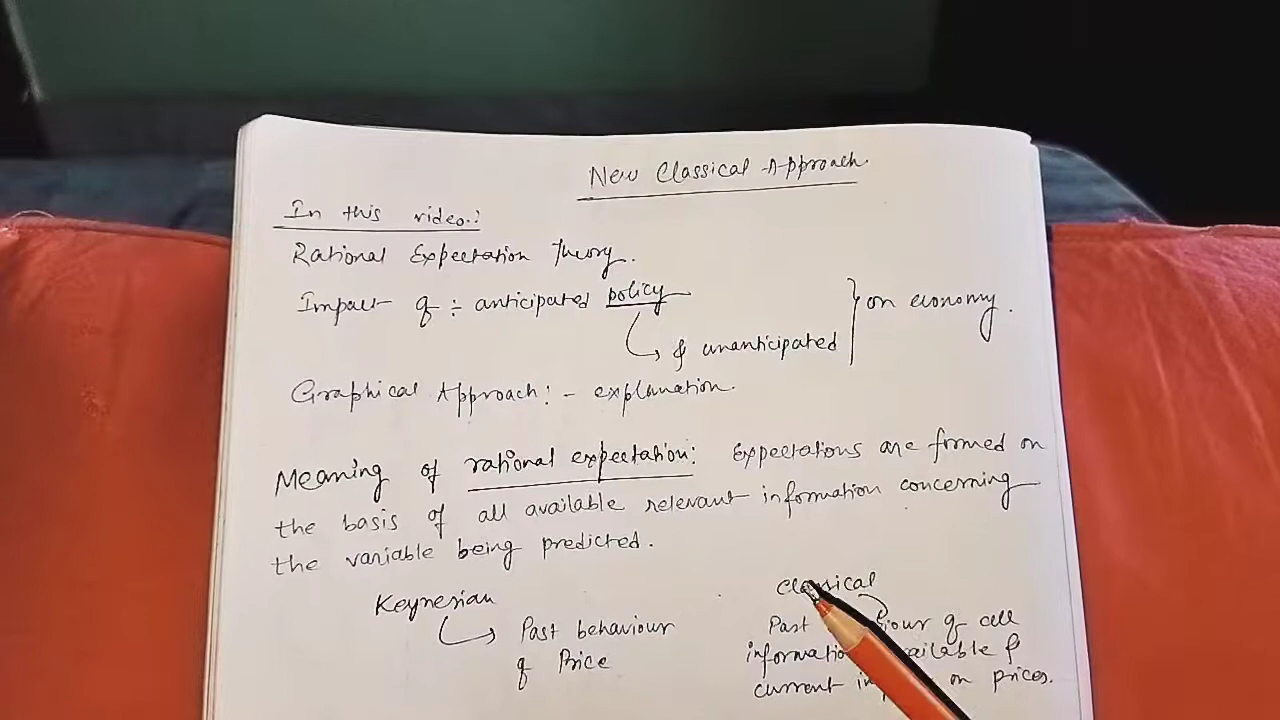 New Classical Approach.
In this video:
Rational Expectation Theory.
Impact of : anticipated policy
& unanticipated
} on economy.
Graphical Approach: - explanation.
Meaning of rational expectation: Expectations are formed on
the basis of all available relevant information concerning
the variable being predicted.
Keynesian
Past behaviour
of Price
Classical
Past of all
information &
current on prices.